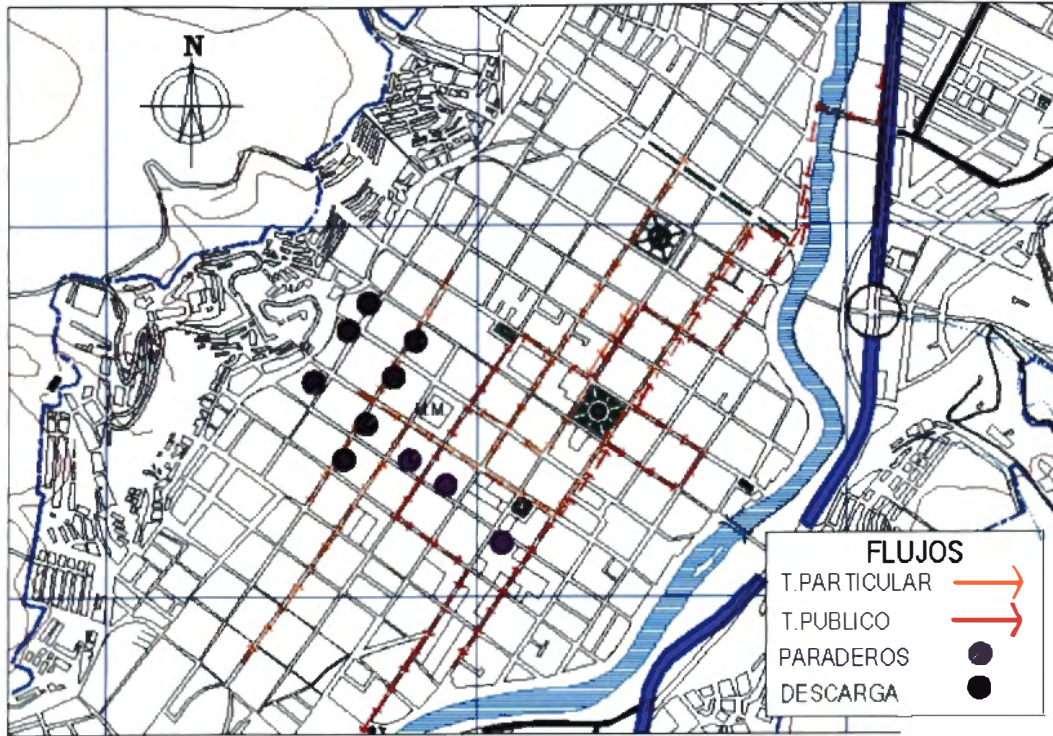 N
M.M.
FLUJOS
T.PARTICULAR
T.PUBLICO
PARADEROS
DESCARGA